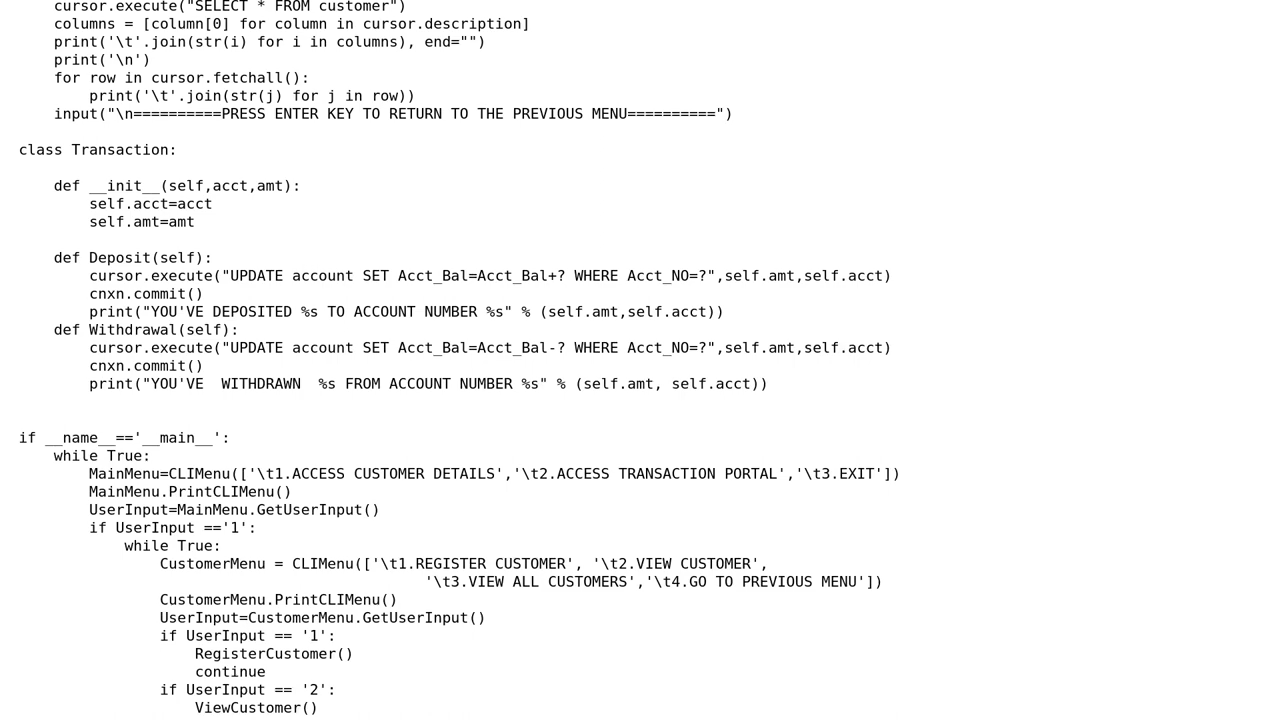 cursor.execute("SELECT * FROM customer")
    columns = [column[0] for column in cursor.description]
    print('\t'.join(str(i) for i in columns), end="")
    print('\n')
    for row in cursor.fetchall():
        print('\t'.join(str(j) for j in row))
    input("\n==========PRESS ENTER KEY TO RETURN TO THE PREVIOUS MENU==========")

class Transaction:

    def __init__(self,acct,amt):
        self.acct=acct
        self.amt=amt

    def Deposit(self):
        cursor.execute("UPDATE account SET Acct_Bal=Acct_Bal+? WHERE Acct_NO=?",self.amt,self.acct)
        cnxn.commit()
        print("YOU'VE DEPOSITED %s TO ACCOUNT NUMBER %s" % (self.amt,self.acct))
    def Withdrawal(self):
        cursor.execute("UPDATE account SET Acct_Bal=Acct_Bal-? WHERE Acct_NO=?",self.amt,self.acct)
        cnxn.commit()
        print("YOU'VE  WITHDRAWN  %s FROM ACCOUNT NUMBER %s" % (self.amt, self.acct))


if __name__=='__main__':
    while True:
        MainMenu=CLIMenu(['\t1.ACCESS CUSTOMER DETAILS','\t2.ACCESS TRANSACTION PORTAL','\t3.EXIT'])
        MainMenu.PrintCLIMenu()
        UserInput=MainMenu.GetUserInput()
        if UserInput =='1':
            while True:
                CustomerMenu = CLIMenu(['\t1.REGISTER CUSTOMER', '\t2.VIEW CUSTOMER',
                                              '\t3.VIEW ALL CUSTOMERS','\t4.GO TO PREVIOUS MENU'])
                CustomerMenu.PrintCLIMenu()
                UserInput=CustomerMenu.GetUserInput()
                if UserInput == '1':
                    RegisterCustomer()
                    continue
                if UserInput == '2':
                    ViewCustomer()